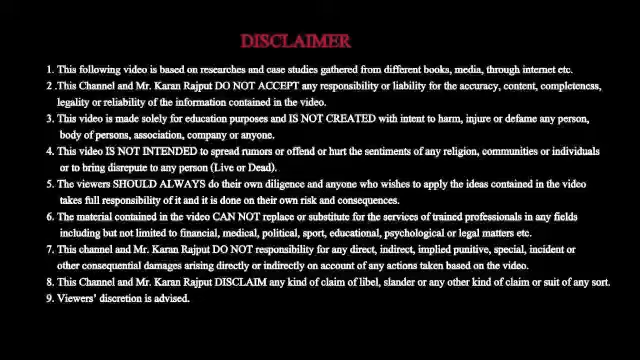 DISCLAIMER
1. This following video is based on researches and case studies gathered from different books, media, through internet etc.
2 .This Channel and Mr. Karan Rajput DO NOT ACCEPT any responsibility or liability for the accuracy, content, completeness,
legality or reliability of the information contained in the video.
3. This video is made solely for education purposes and IS NOT CREATED with intent to harm, injure or defame any person,
body of persons, association, company or anyone.
4. This video IS NOT INTENDED to spread rumors or offend or hurt the sentiments of any religion, communities or individuals
or to bring disrepute to any person (Live or Dead).
5. The viewers SHOULD ALWAYS do their own diligence and anyone who wishes to apply the ideas contained in the video
takes full responsibility of it and it is done on their own risk and consequences.
6. The material contained in the video CAN NOT replace or substitute for the services of trained professionals in any fields
including but not limited to financial, medical, political, sport, educational, psychological or legal matters etc.
7. This channel and Mr. Karan Rajput DO NOT responsibility for any direct, indirect, implied punitive, special, incident or
other consequential damages arising directly or indirectly on account of any actions taken based on the video.
8. This Channel and Mr. Karan Rajput DISCLAIM any kind of claim of libel, slander or any other kind of claim or suit of any sort.
9. Viewers' discretion is advised.